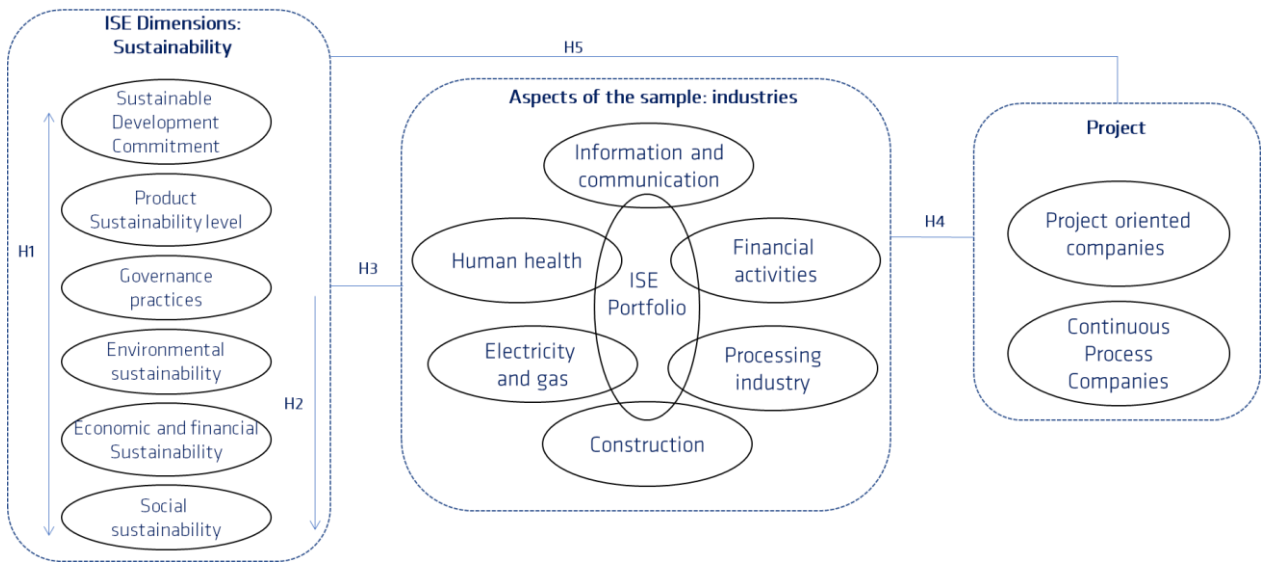 ISE Dimensions:
Sustainability
Sustainable
Development
Commitment
Product
Sustainability level
Governance
practices
Environmental
sustainability
Economic and financial
Sustainability
Social
sustainability
H1
H2
H3
H5
Aspects of the sample: industries
Information and
communication
Human health
Financial
activities
ISE
Portfolio
Electricity
and gas
Processing
industry
Construction
H4
Project
Project oriented
companies
Continuous
Process
Companies